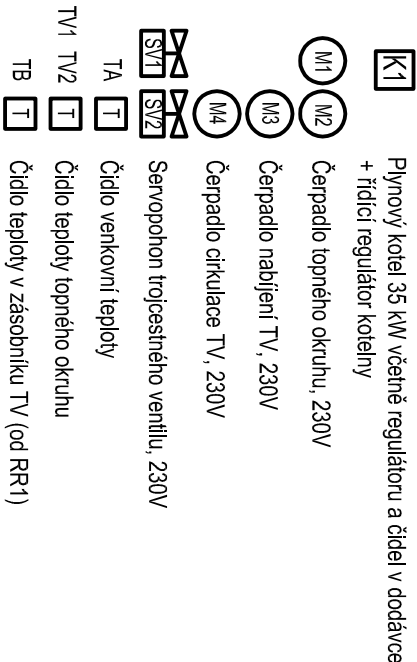 K1 Plynový kotel 35 kW včetně regulátoru a čidel v dodávce
+ řídící regulátor kotelny
M1 M2 Čerpadlo topného okruhu, 230V
M3 Čerpadlo nabíjení TV, 230V
M4 Čerpadlo cirkulace TV, 230V
SV1 SV2 Servopohon trojcestného ventilu, 230V
TA T Čidlo venkovní teploty
TV1 TV2 T Čidlo teploty topného okruhu
TB T Čidlo teploty v zásobníku TV (od RR1)